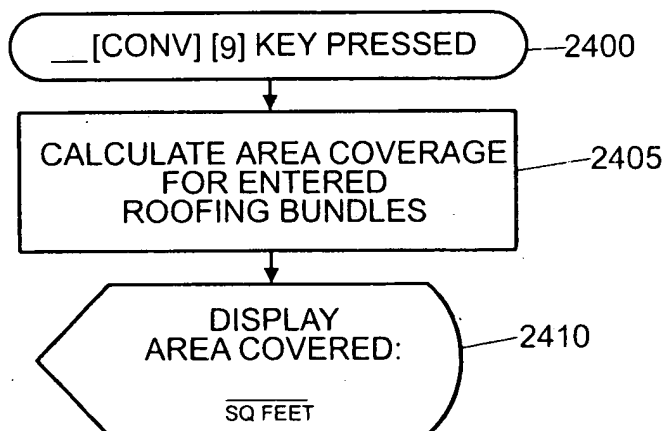 __[CONV] [9] KEY PRESSED
2400
CALCULATE AREA COVERAGE
FOR ENTERED
ROOFING BUNDLES
2405
DISPLAY
AREA COVERED:
SQ FEET
2410